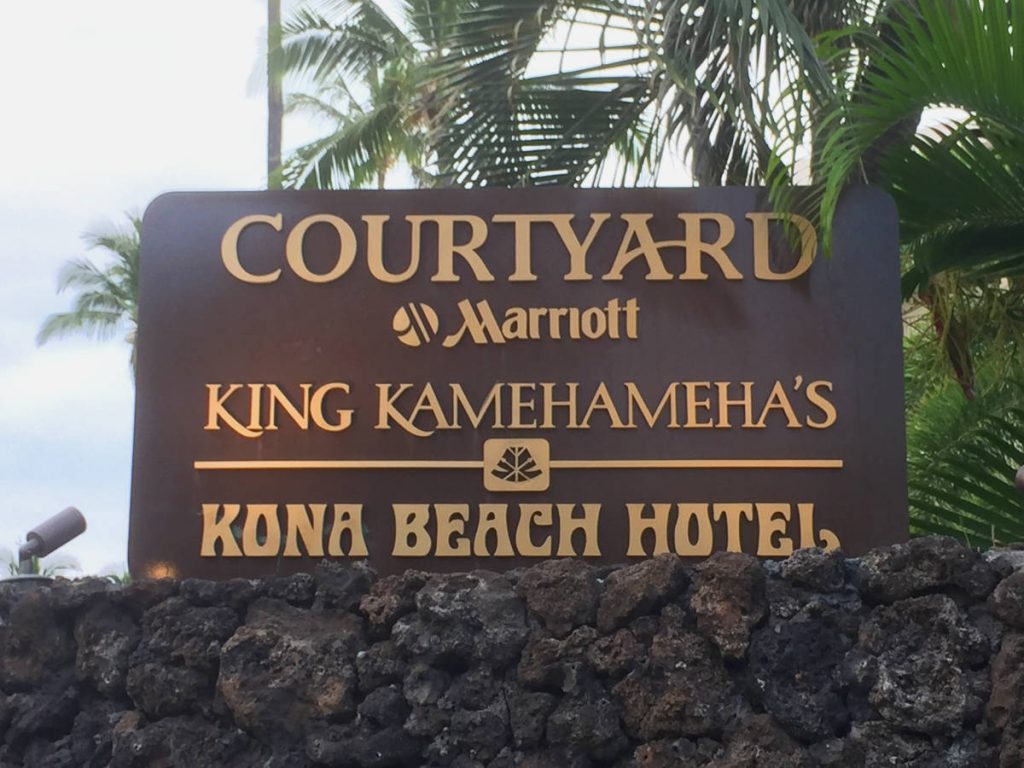 COURTYARD
Marriott
KING KAMEHAMEHA'S
KONA BEACH HOTEL